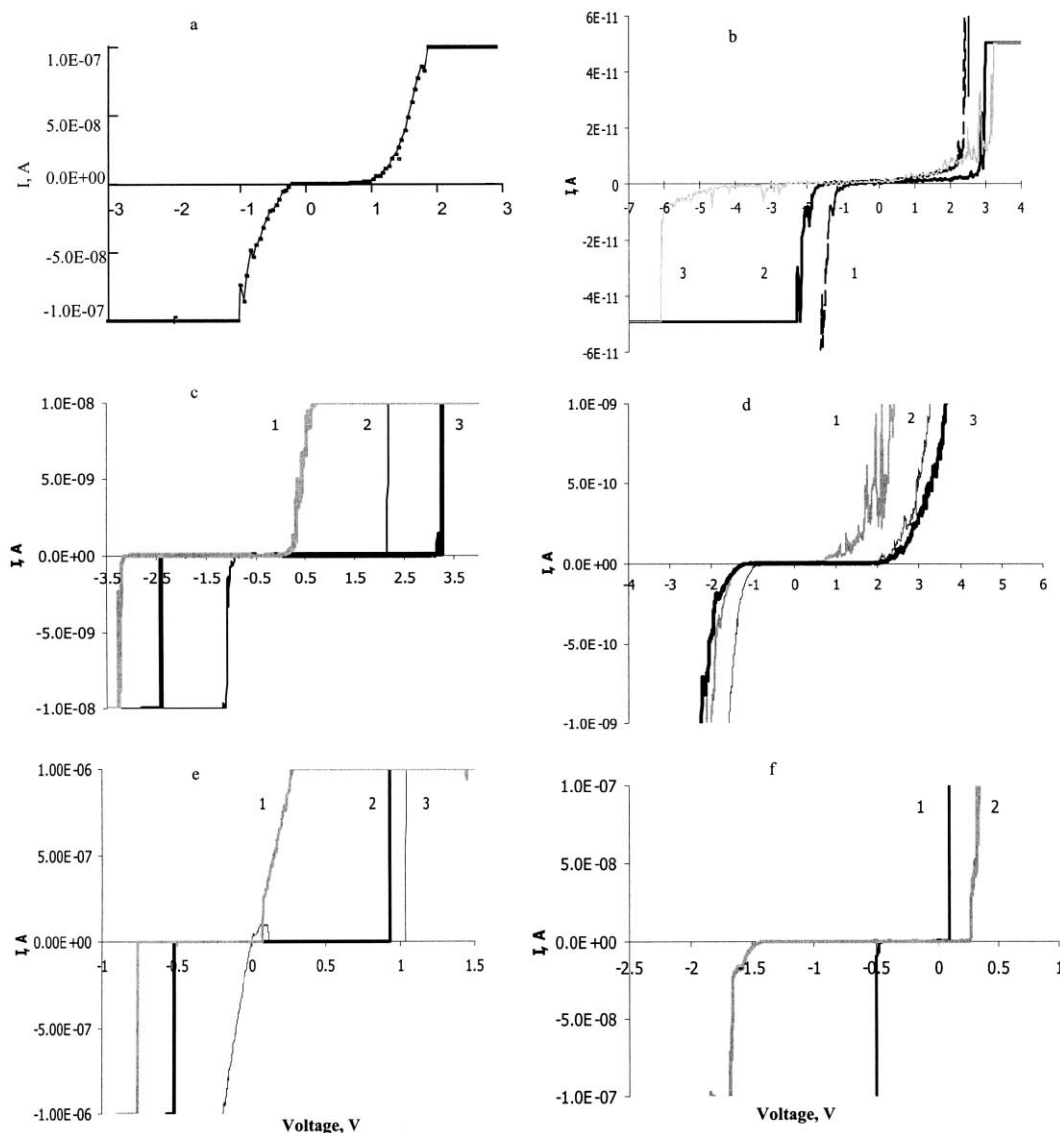 a
1.0E-07
5.0E-08
I, A
0.0E+00
-5.0E-08
-1.0E-07
-3 -2 -1 0 1 2 3
b
6E-11
4E-11
2E-11
I, A
0
-2E-11
-4E-11
-6E-11
-7 -6 -5 -4 -3 -2 -1 0 1 2 3 4
3 2 1
c
1.0E-08
1 2 3
5.0E-09
I, A
0.0E+00
-3.5 -2.5 -1.5 -0.5 0.5 1.5 2.5 3.5
-5.0E-09
-1.0E-08
d
1.0E-09
1 2 3
5.0E-10
I, A
0.0E+00
-4 -3 -2 -1 0 1 2 3 4 5 6
-5.0E-10
-1.0E-09
e
1.00E-06
1 2 3
5.00E-07
I, A
0.00E+00
-1 -0.5 0 0.5 1 1.5
-5.00E-07
-1.00E-06
Voltage, V
f
1.0E-07
1 2
5.0E-08
I, A
0.0E+00
-2.5 -2 -1.5 -1 -0.5 0 0.5 1
-5.0E-08
-1.0E-07
Voltage, V